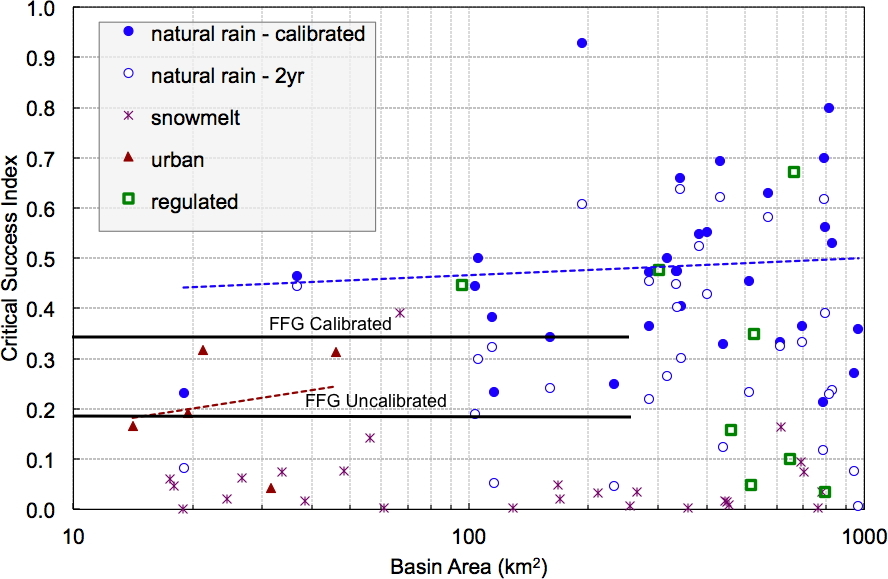 1.0
0.9
0.8
0.7
0.6
0.5
0.4
0.3
0.2
0.1
0.0
Critical Success Index
natural rain - calibrated
natural rain - 2yr
snowmelt
urban
regulated
FFG Calibrated
FFG Uncalibrated
10
100
1000
Basin Area (km²)